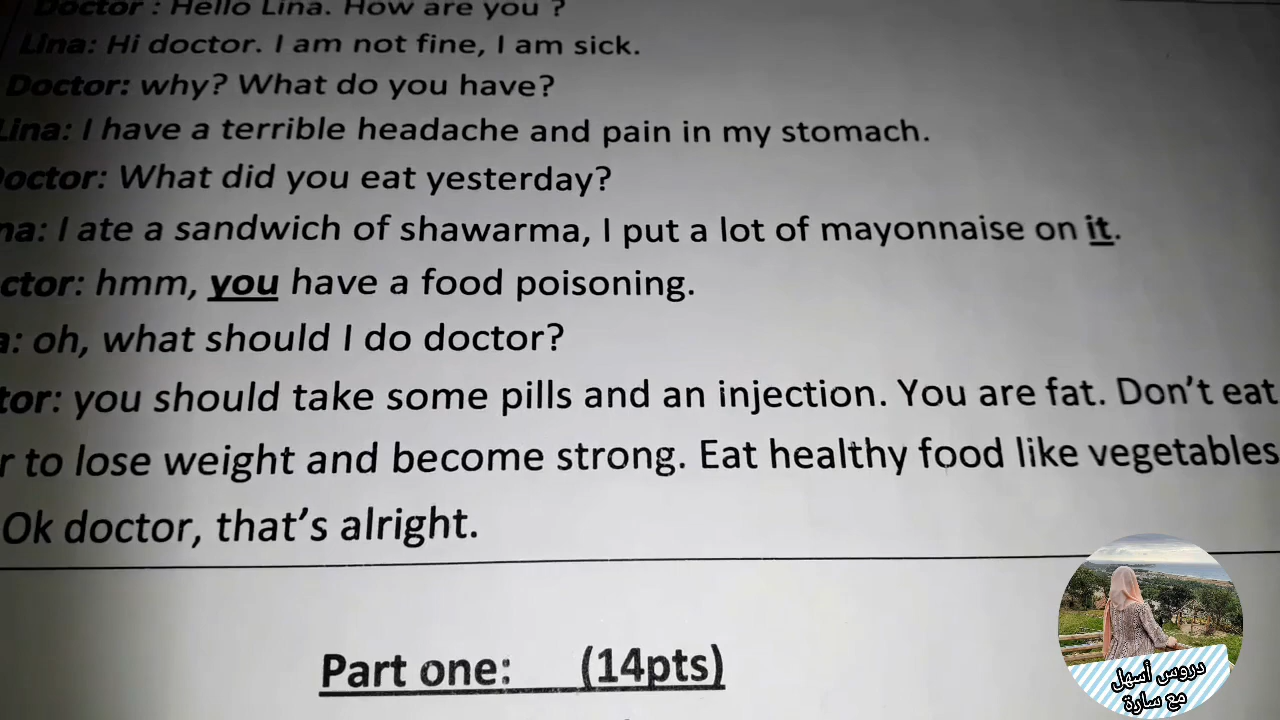 Doctor : Hello Lina. How are you ?
Lina: Hi doctor. I am not fine, I am sick.
Doctor: why? What do you have?
Lina: I have a terrible headache and pain in my stomach.
octor: What did you eat yesterday?
na: I ate a sandwich of shawarma, I put a lot of mayonnaise on it.
ctor: hmm, you have a food poisoning.
a: oh, what should I do doctor?
tor: you should take some pills and an injection. You are fat. Don't eat
r to lose weight and become strong. Eat healthy food like vegetables
Ok doctor, that's alright.
Part one: (14pts)
دروس أسهل
مع سارة